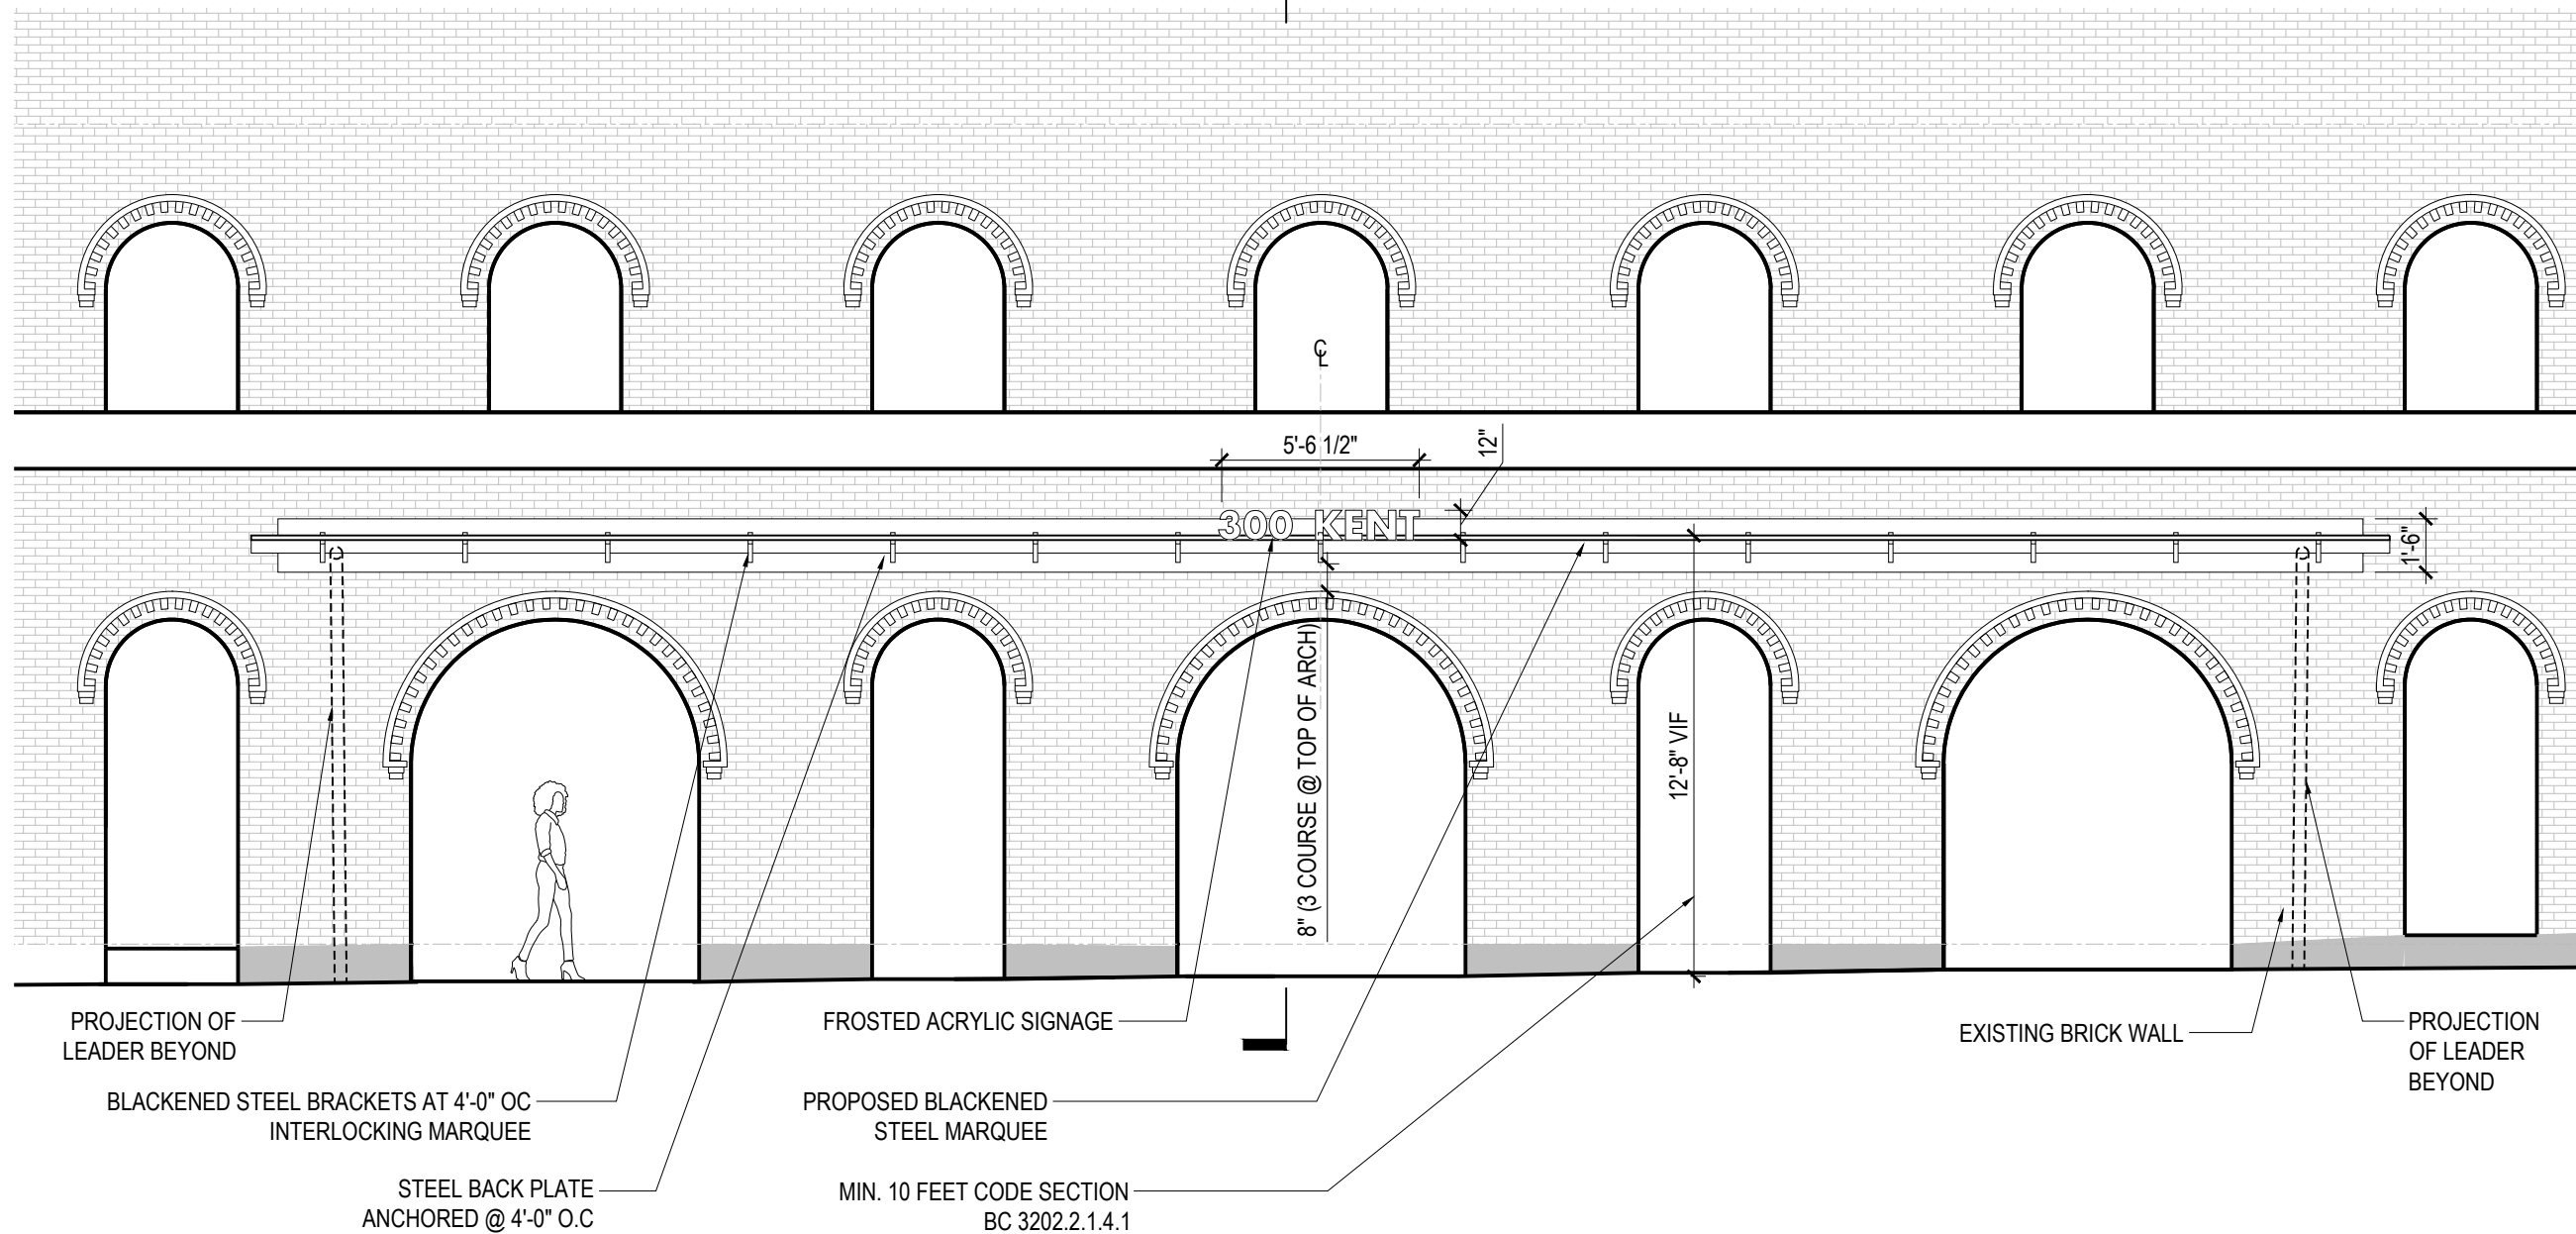 ℄
5'-6 1/2"
12"
300 KENT
1'-6"
8" (3 COURSE @ TOP OF ARCH)
12'-8" VIF
PROJECTION OF
LEADER BEYOND
FROSTED ACRYLIC SIGNAGE
EXISTING BRICK WALL
PROJECTION
OF LEADER
BEYOND
BLACKENED STEEL BRACKETS AT 4'-0" OC
INTERLOCKING MARQUEE
PROPOSED BLACKENED
STEEL MARQUEE
STEEL BACK PLATE
ANCHORED @ 4'-0" O.C
MIN. 10 FEET CODE SECTION
BC 3202.2.1.4.1